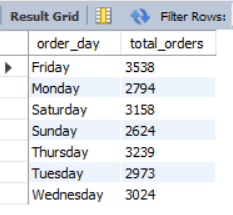 Result Grid Filter Rows:
order_day total_orders
Friday 3538
Monday 2794
Saturday 3158
Sunday 2624
Thursday 3239
Tuesday 2973
Wednesday 3024